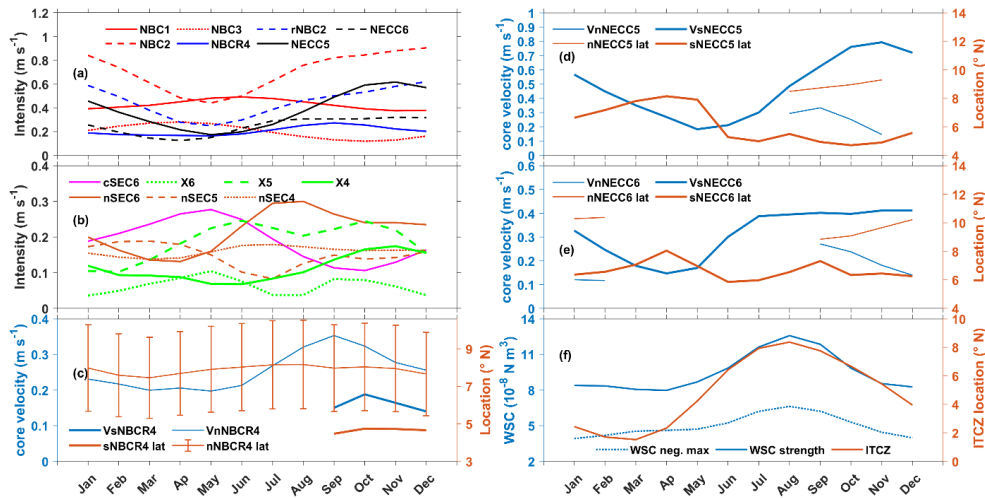 1.2
1
0.8
0.6
0.4
0.2
0
Intensity (m s-1)
NBC1 NBC3 rNBC2 NECC6
NBC2 NBCR4 NECC5
(a)
0.4
0.3
0.2
0.1
0
Intensity (m s-1)
cSEC6 X6 X5 X4
nSEC6 nSEC5 nSEC4
(b)
0.4
0.3
0.2
0.1
0
core velocity (m s-1)
(c)
VsNBCR4 VnNBCR4
sNBCR4 lat nNBCR4 lat
9
7
5
3
Location (° N)
Jan Feb Mar Ap May Jun Jul Aug Sep Oct Nov Dec
1
0.9
0.8
0.7
0.6
0.5
0.4
0.3
0.2
0.1
0
core velocity (m s-1)
(d)
VnNECC5 VsNECC5
nNECC5 lat sNECC5 lat
14
12
10
8
6
4
Location (° N)
0.6
0.5
0.4
0.3
0.2
0.1
0
core velocity (m s-1)
(e)
VnNECC6 VsNECC6
nNECC6 lat sNECC6 lat
14
12
10
8
6
4
Location (° N)
14
11
8
5
2
WSC (10-8 N m3)
(f)
WSC neg. max WSC strength ITCZ
10
8
6
4
2
0
ITCZ location (° N)
Jan Feb Mar Ap May Jun Jul Aug Sep Oct Nov Dec